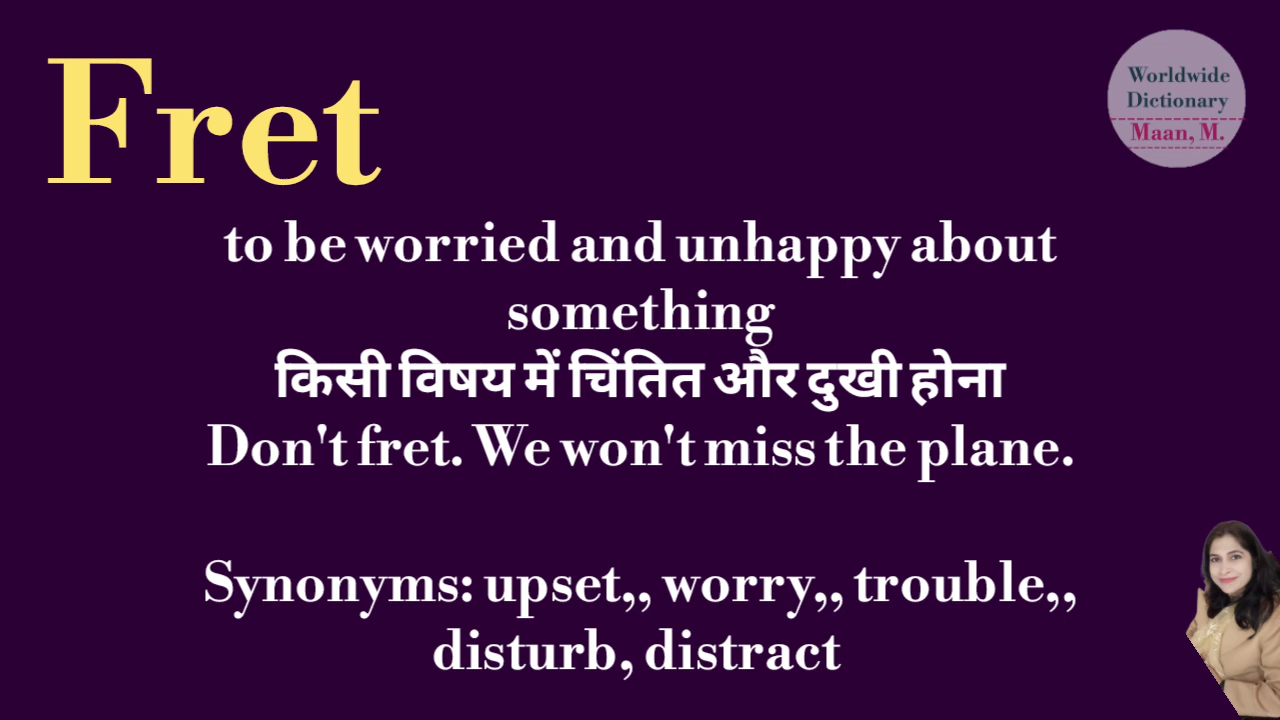 Fret
Worldwide
Dictionary
Maan, M.
to be worried and unhappy about
something
किसी विषय में चिंतित और दुखी होना
Don't fret. We won't miss the plane.
Synonyms: upset,, worry,, trouble,,
disturb, distract